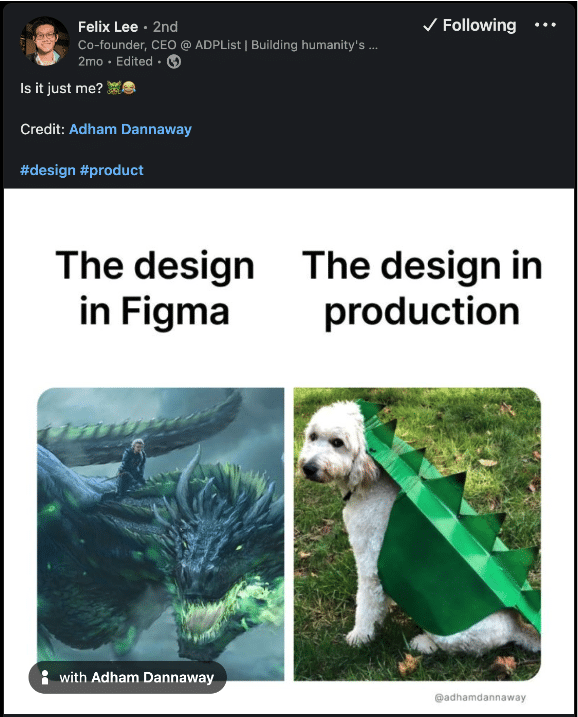 Felix Lee • 2nd
✓ Following •••
Co-founder, CEO @ ADPList | Building humanity's ...
2mo • Edited •
Is it just me? 🐲😂
Credit: Adham Dannaway
#design #product
The design
in Figma
The design in
production
with Adham Dannaway
@adhamdannaway